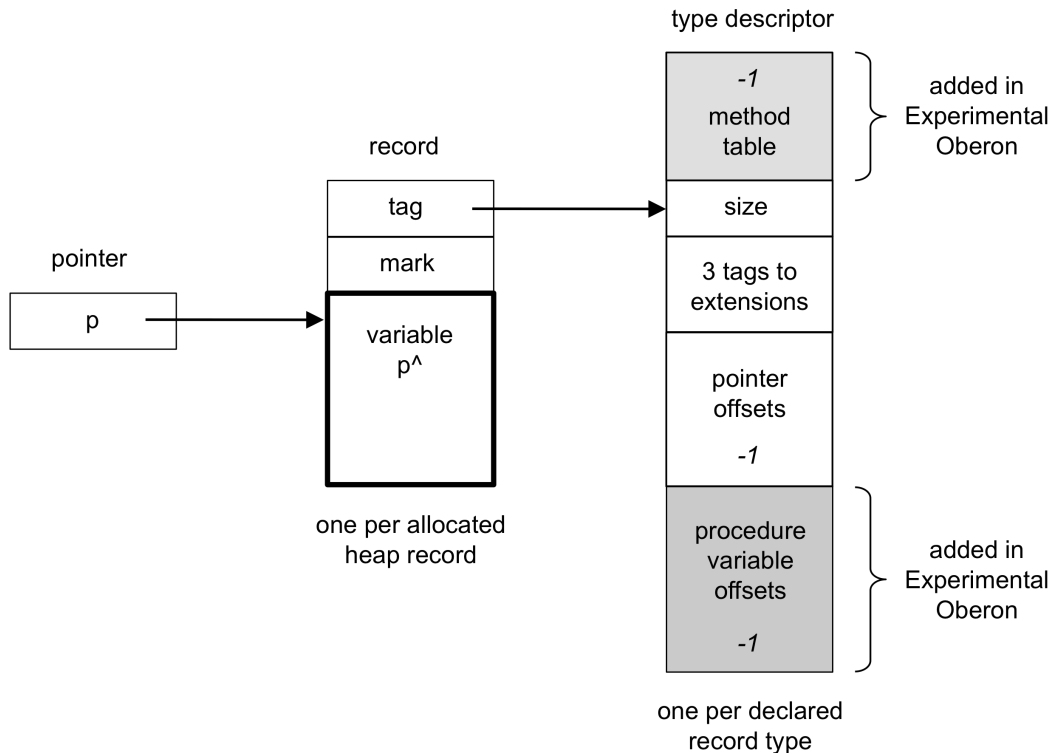 type descriptor
-1
method
table
added in
Experimental
Oberon
record
tag
size
mark
pointer
3 tags to
extensions
p
variable
p^
pointer
offsets
-1
one per allocated
heap record
procedure
variable
offsets
-1
added in
Experimental
Oberon
one per declared
record type